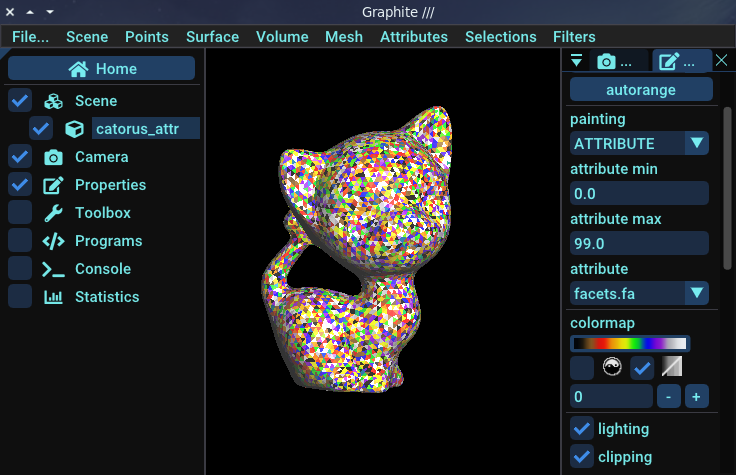 Graphite ///
File... Scene Points Surface Volume Mesh Attributes Selections Filters
Home
Scene
catorus_attr
Camera
Properties
Toolbox
Programs
Console
Statistics
... ...
autorange
painting
ATTRIBUTE
attribute min
0.0
attribute max
99.0
attribute
facets.fa
colormap
0 - +
lighting
clipping